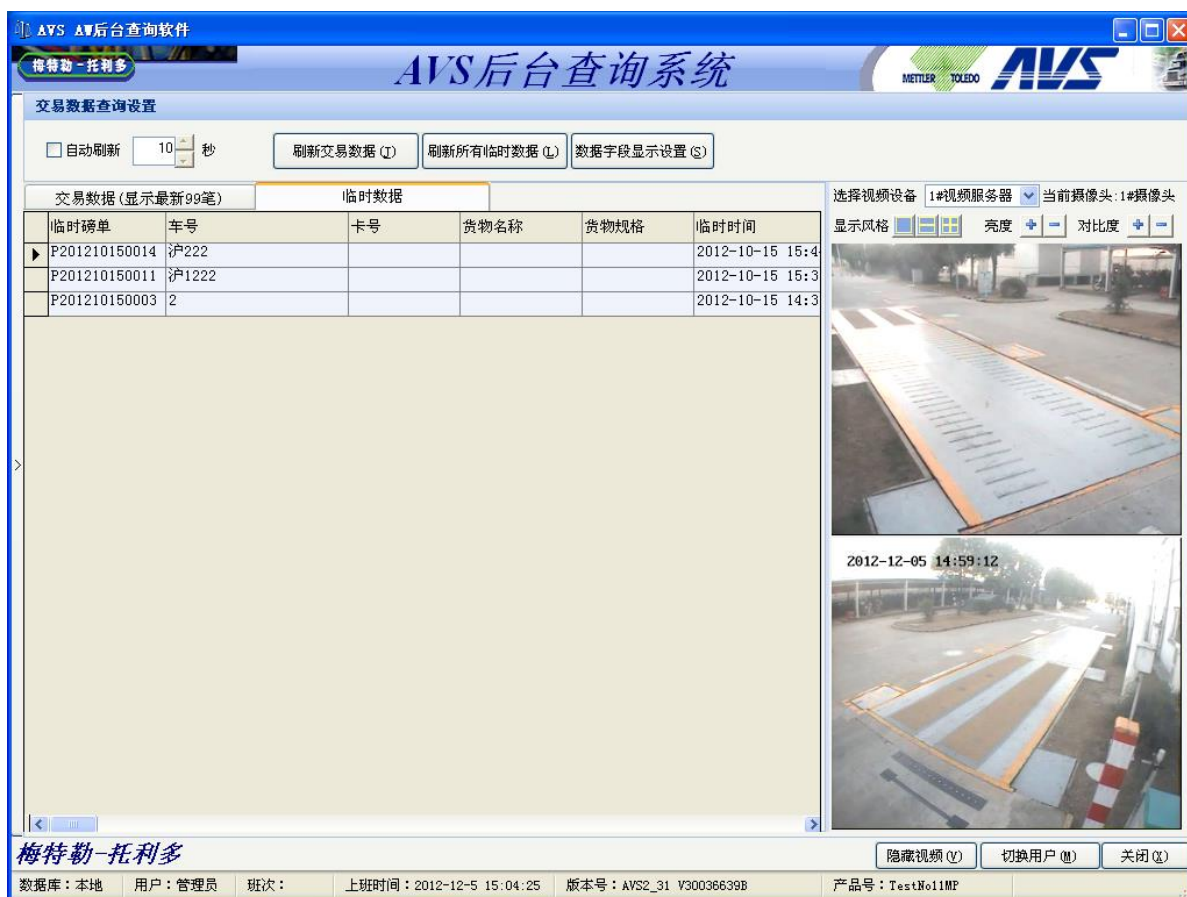 AVS AW后台查询软件
梅特勒-托利多
AVS后台查询系统
METTLER TOLEDO AVS
交易数据查询设置
自动刷新 10 秒 刷新交易数据(T) 刷新所有临时数据(L) 数据字段显示设置(S)
交易数据(显示最新99笔) 临时数据
选择视频设备 1#视频服务器 当前摄像头:1#摄像头
显示风格 亮度 对比度
临时磅单 车号 卡号 货物名称 货物规格 临时时间
P201210150014 沪222 2012-10-15 15:4
P201210150011 沪1222 2012-10-15 15:3
P201210150003 2 2012-10-15 14:3
2012-12-05 14:59:12
梅特勒-托利多
隐藏视频(V) 切换用户(M) 关闭(X)
数据库:本地 用户:管理员 班次: 上班时间:2012-12-5 15:04:25 版本号:AVS2_31 V30036639B 产品号:TestNo11MP